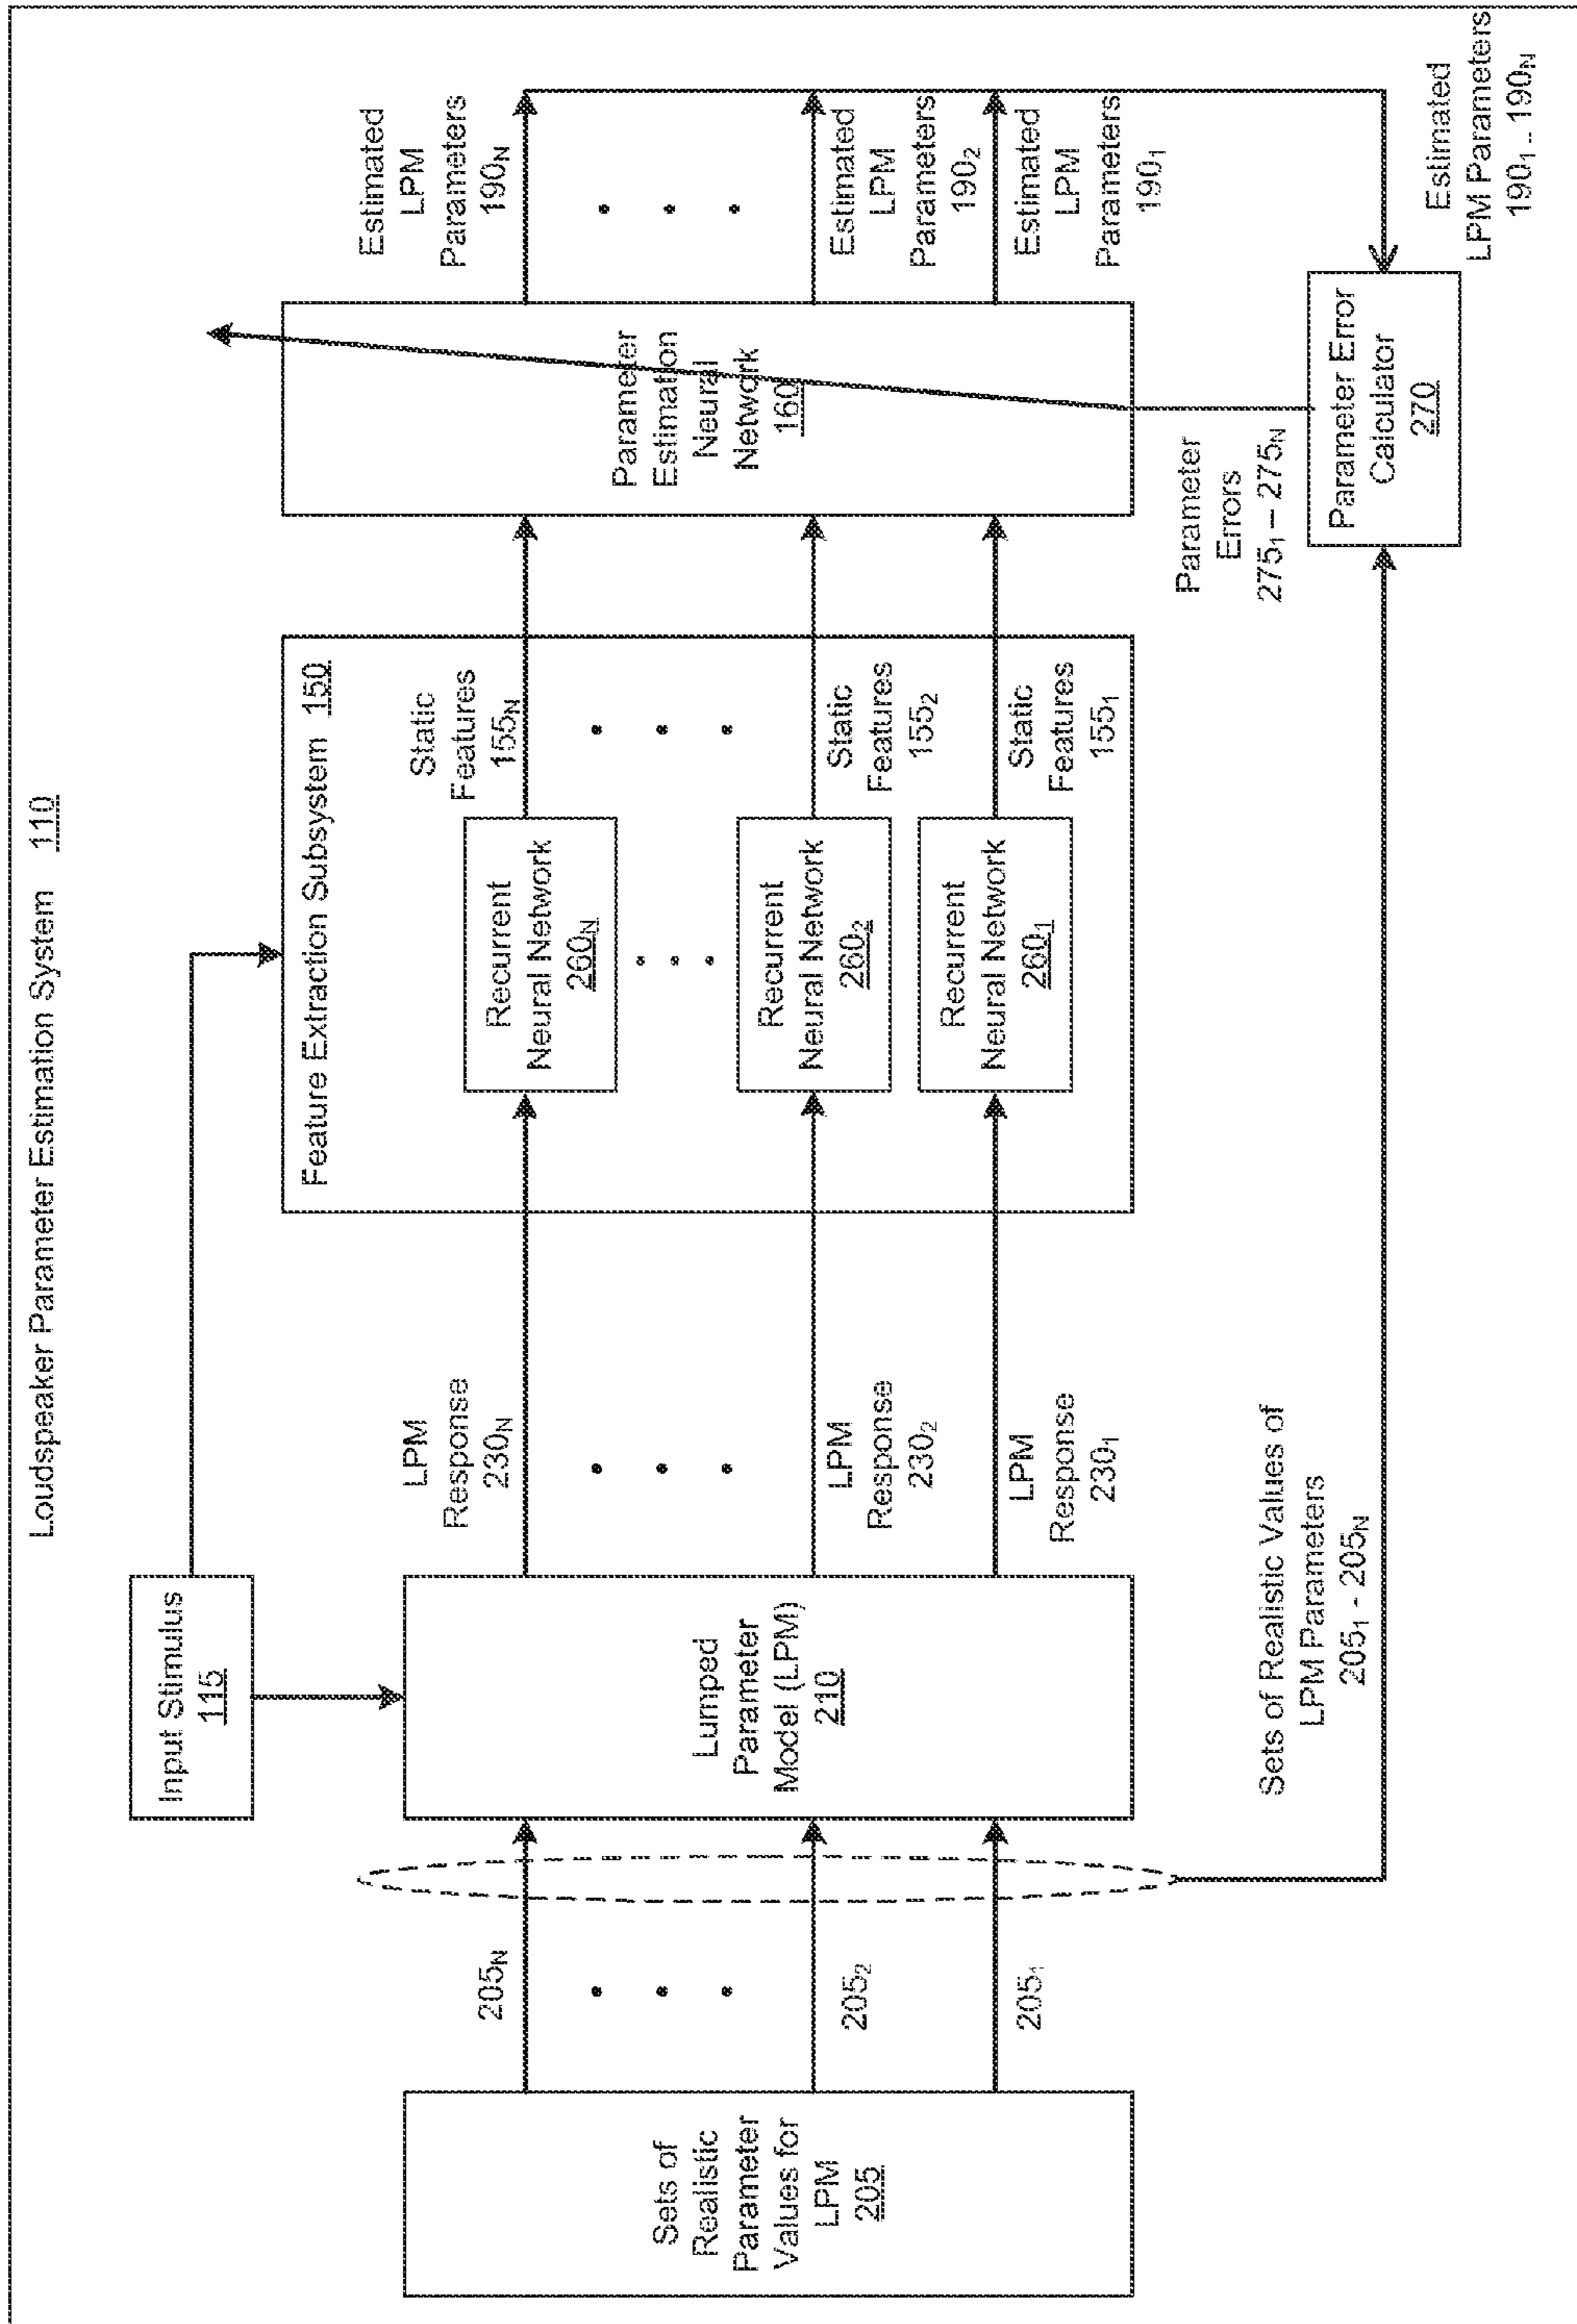 Loudspeaker Parameter Estimation System 110
Input Stimulus
115
Sets of
Realistic
Parameter
Values for
LPM
205
205N
205₂
205₁
Lumped
Parameter
Model (LPM)
210
LPM
Response
230N
LPM
Response
230₂
LPM
Response
230₁
Feature Extraction Subsystem 150
Recurrent
Neural Network
260N
Recurrent
Neural Network
260₂
Recurrent
Neural Network
260₁
Static
Features
155N
Static
Features
155₂
Static
Features
155₁
Parameter
Estimation
Neural
Network
160
Estimated
LPM
Parameters
190N
Estimated
LPM
Parameters
190₂
Estimated
LPM
Parameters
190₁
Sets of Realistic Values of
LPM Parameters
205₁ - 205N
Parameter
Errors
275₁ – 275N
Parameter Error
Calculator
270
Estimated
LPM Parameters
190₁ - 190N